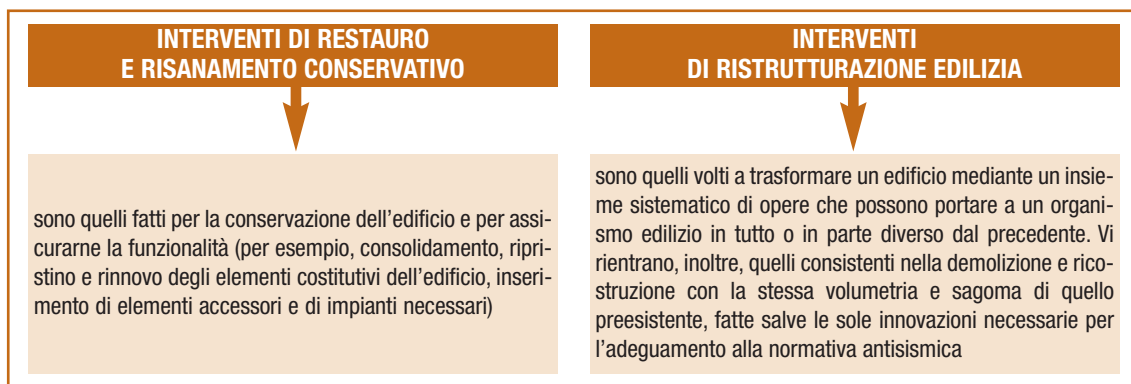 INTERVENTI DI RESTAURO
E RISANAMENTO CONSERVATIVO
sono quelli fatti per la conservazione dell'edificio e per assi-
curarne la funzionalità (per esempio, consolidamento, ripri-
stino e rinnovo degli elementi costitutivi dell'edificio, inseri-
mento di elementi accessori e di impianti necessari)
INTERVENTI
DI RISTRUTTURAZIONE EDILIZIA
sono quelli volti a trasformare un edificio mediante un insie-
me sistematico di opere che possono portare a un organi-
smo edilizio in tutto o in parte diverso dal precedente. Vi
rientrano, inoltre, quelli consistenti nella demolizione e rico-
struzione con la stessa volumetria e sagoma di quello
preesistente, fatte salve le sole innovazioni necessarie per
l'adeguamento alla normativa antisismica